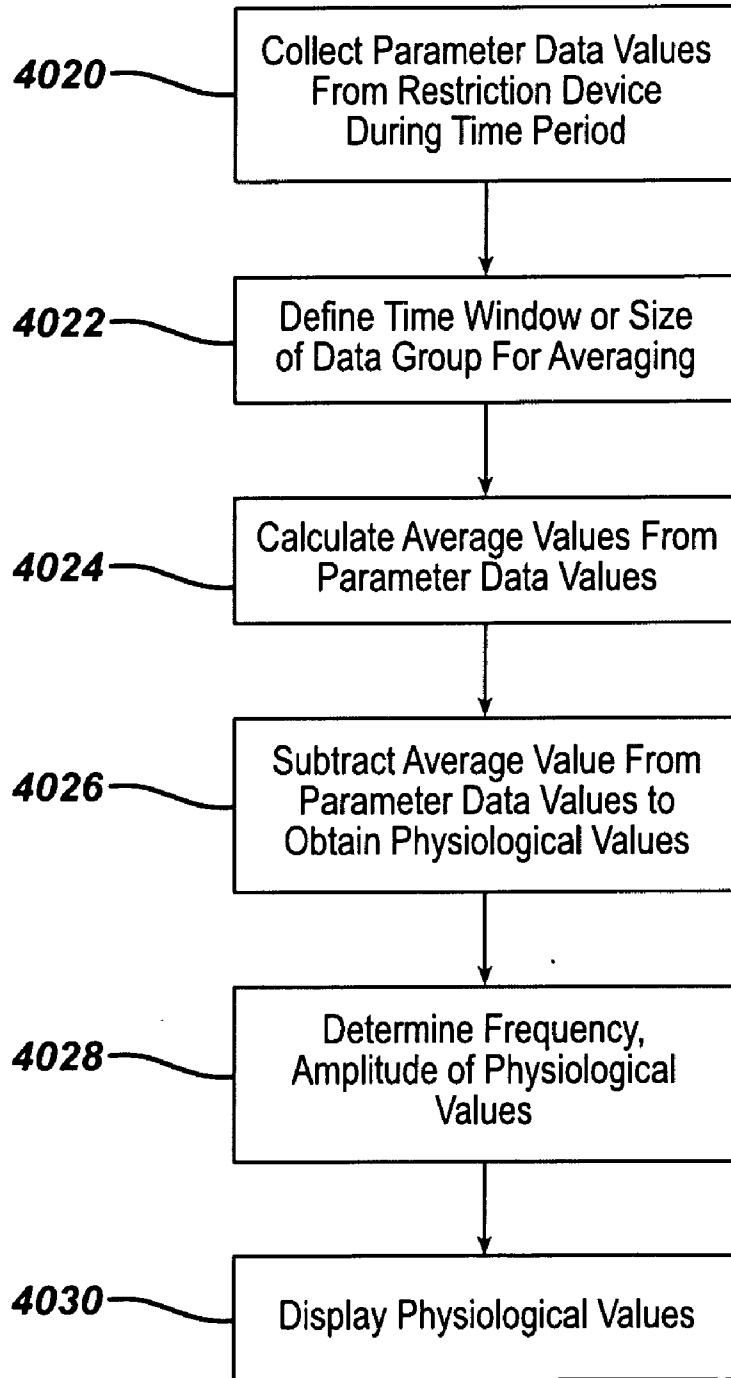 4020
Collect Parameter Data Values
From Restriction Device
During Time Period
4022
Define Time Window or Size
of Data Group For Averaging
4024
Calculate Average Values From
Parameter Data Values
4026
Subtract Average Value From
Parameter Data Values to
Obtain Physiological Values
4028
Determine Frequency,
Amplitude of Physiological
Values
4030
Display Physiological Values